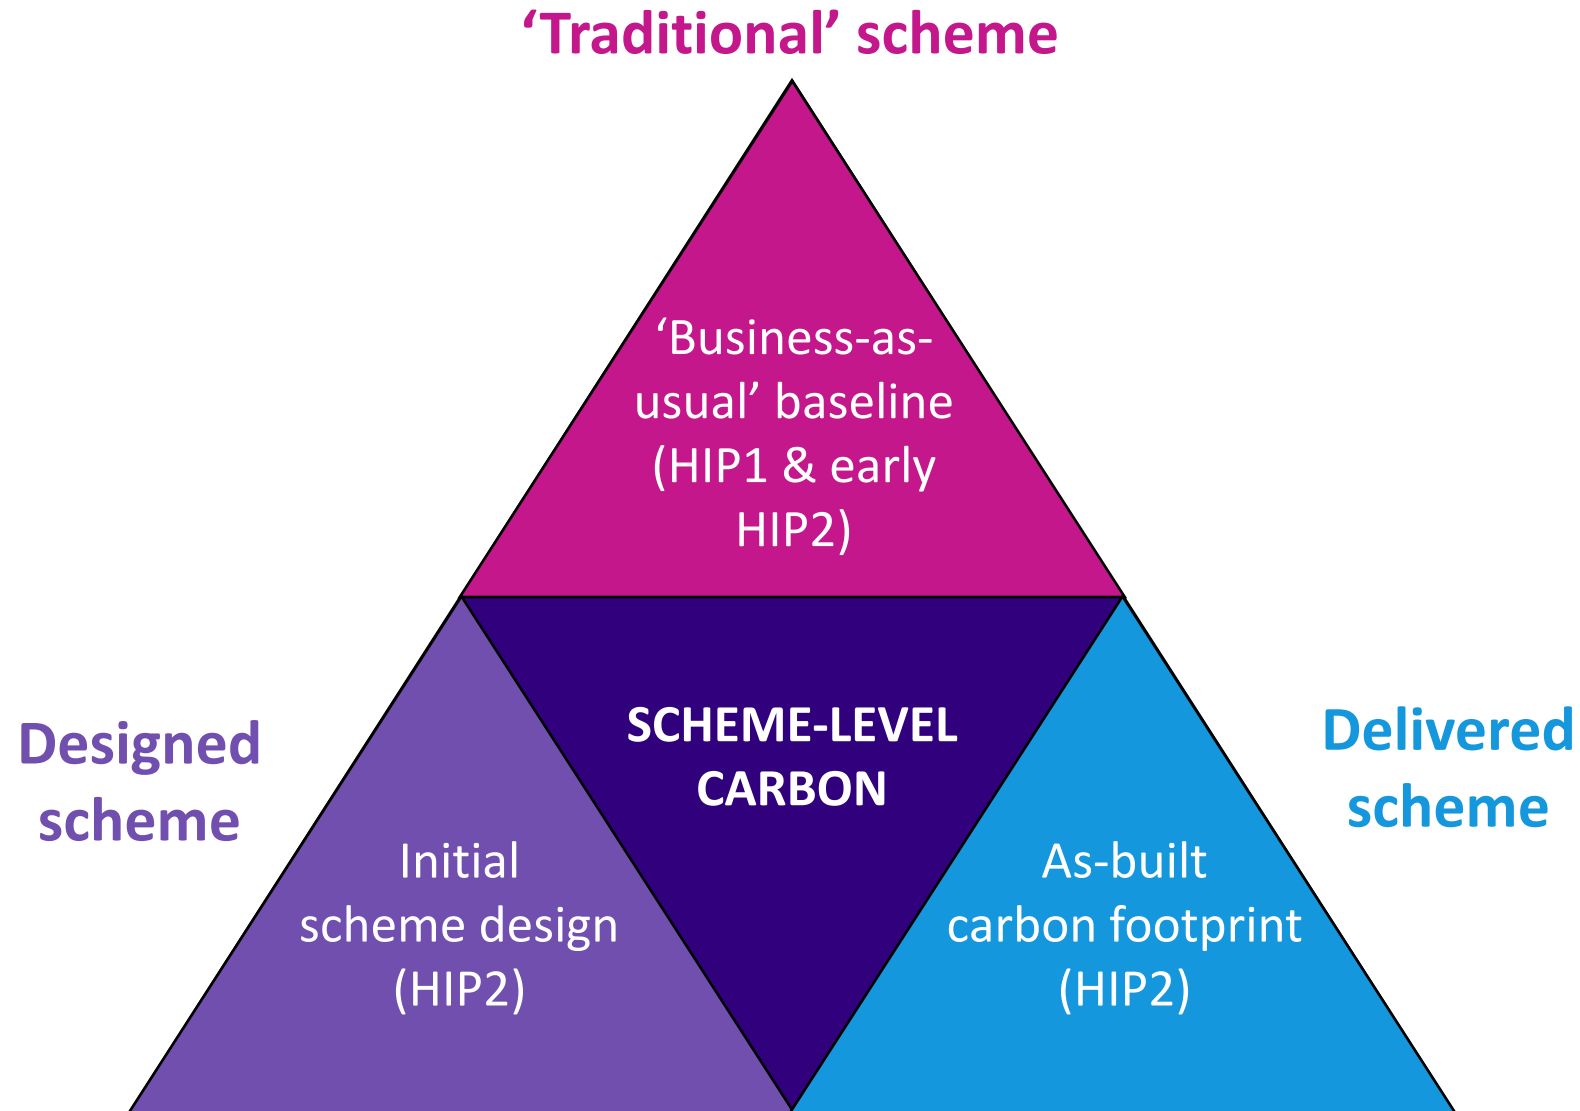 ‘Traditional’ scheme
‘Business-as-
usual’ baseline
(HIP1 & early
HIP2)
SCHEME-LEVEL
CARBON
Designed
scheme
Initial
scheme design
(HIP2)
Delivered
scheme
As-built
carbon footprint
(HIP2)